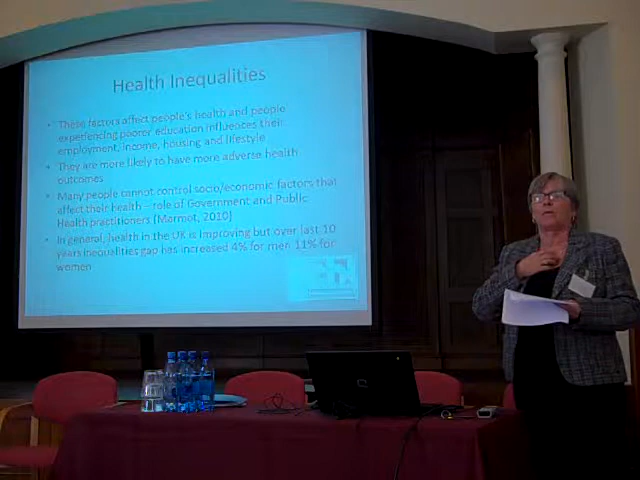 Health Inequalities
• These factors affect people's health and people
experiencing poorer education influences their
employment, income, housing and lifestyle
• They are more likely to have more adverse health
outcomes
• Many people cannot control socio/economic factors that
affect their health – role of Government and Public
Health practitioners (Marmot, 2010)
• In general, health in the UK is improving but over last 10
years inequalities gap has increased 4% for men 11% for
women